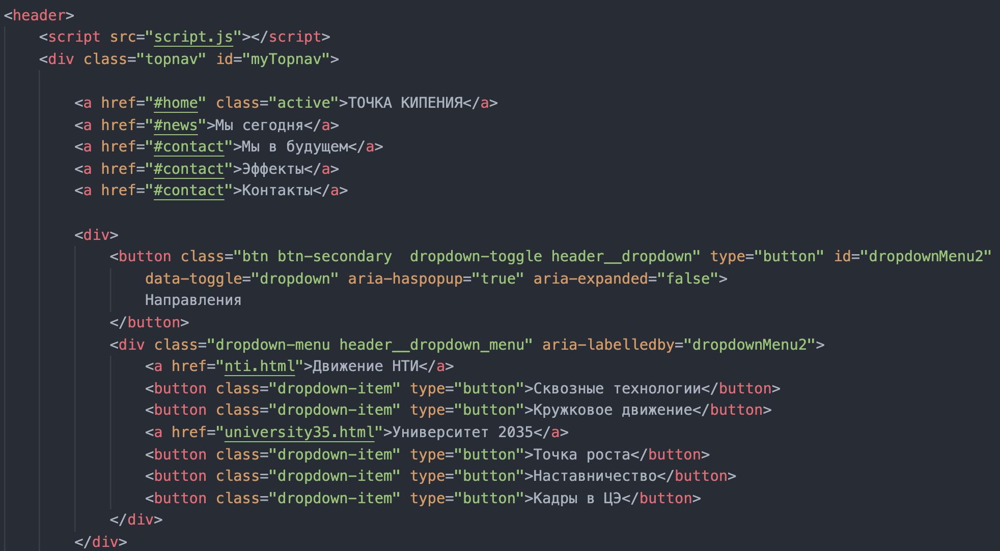 <header>
<script src="script.js"></script>
<div class="topnav" id="myTopnav">
<a href="#home" class="active">ТОЧКА КИПЕНИЯ</a>
<a href="#news">Мы сегодня</a>
<a href="#contact">Мы в будущем</a>
<a href="#contact">Эффекты</a>
<a href="#contact">Контакты</a>
<div>
<button class="btn btn-secondary  dropdown-toggle header__dropdown" type="button" id="dropdownMenu2"
data-toggle="dropdown" aria-haspopup="true" aria-expanded="false">
Направления
</button>
<div class="dropdown-menu header__dropdown_menu" aria-labelledby="dropdownMenu2">
<a href="nti.html">Движение НТИ</a>
<button class="dropdown-item" type="button">Сквозные технологии</button>
<button class="dropdown-item" type="button">Кружковое движение</button>
<a href="university35.html">Университет 2035</a>
<button class="dropdown-item" type="button">Точка роста</button>
<button class="dropdown-item" type="button">Наставничество</button>
<button class="dropdown-item" type="button">Кадры в ЦЭ</button>
</div>
</div>